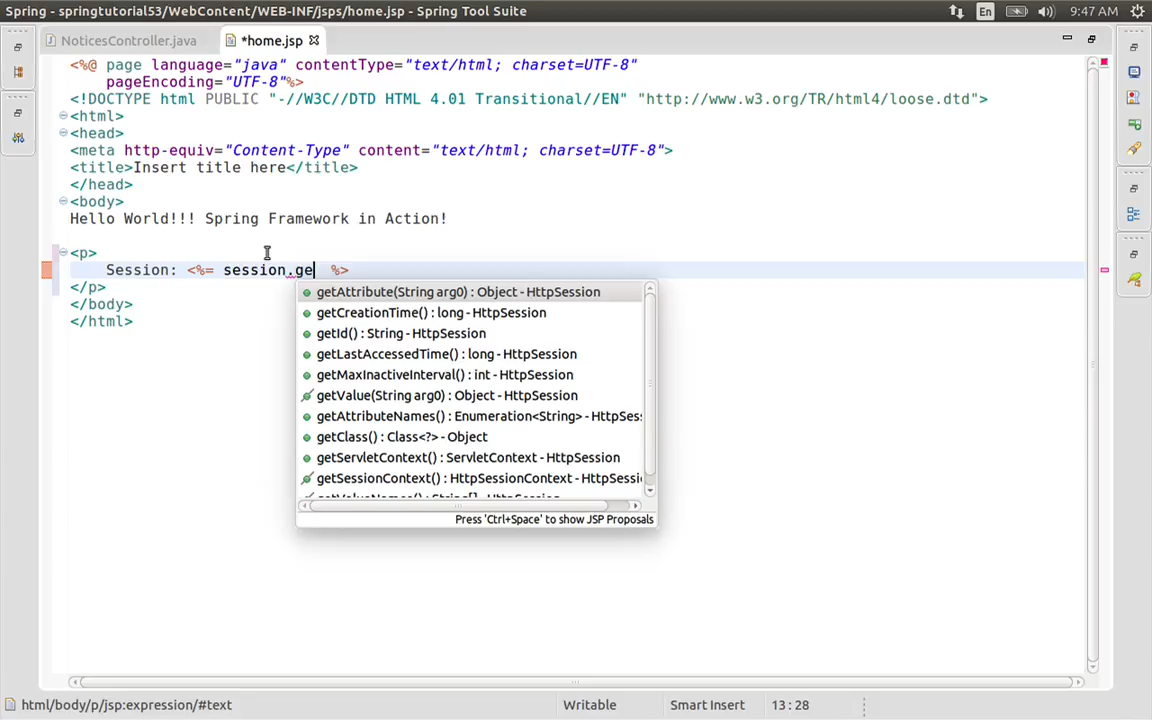 Spring - springtutorial53/WebContent/WEB-INF/jsps/home.jsp - Spring Tool Suite
En
9:47 AM
NoticesController.java
*home.jsp
<%@ page language="java" contentType="text/html; charset=UTF-8"
pageEncoding="UTF-8"%>
<!DOCTYPE html PUBLIC "-//W3C//DTD HTML 4.01 Transitional//EN" "http://www.w3.org/TR/html4/loose.dtd">
<html>
<head>
<meta http-equiv="Content-Type" content="text/html; charset=UTF-8">
<title>Insert title here</title>
</head>
<body>
Hello World!!! Spring Framework in Action!
<p>
Session: <%= session.ge %>
</p>
</body>
</html>
getAttribute(String arg0) : Object - HttpSession
getCreationTime() : long - HttpSession
getId() : String - HttpSession
getLastAccessedTime() : long - HttpSession
getMaxInactiveInterval() : int - HttpSession
getValue(String arg0) : Object - HttpSession
getAttributeNames() : Enumeration<String> - HttpSes
getClass() : Class<?> - Object
getServletContext() : ServletContext - HttpSession
getSessionContext() : HttpSessionContext - HttpSessi
getValueNames() : String[] - HttpSession
Press 'Ctrl+Space' to show JSP Proposals
html/body/p/jsp:expression/#text
Writable
Smart Insert
13 : 28